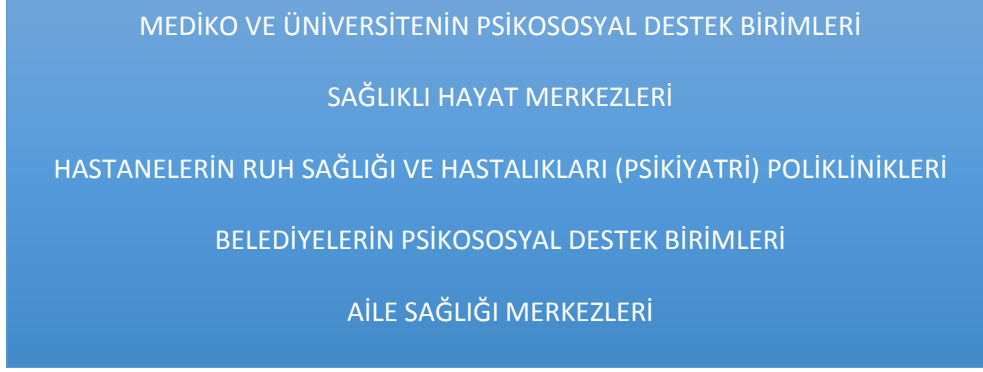 MEDİKO VE ÜNİVERSİTENİN PSİKOSOSYAL DESTEK BİRİMLERİ
SAĞLIKLI HAYAT MERKEZLERİ
HASTANELERİN RUH SAĞLIĞI VE HASTALIKLARI (PSİKİYATRİ) POLİKLİNİKLERİ
BELEDİYELERİN PSİKOSOSYAL DESTEK BİRİMLERİ
AİLE SAĞLIĞI MERKEZLERİ